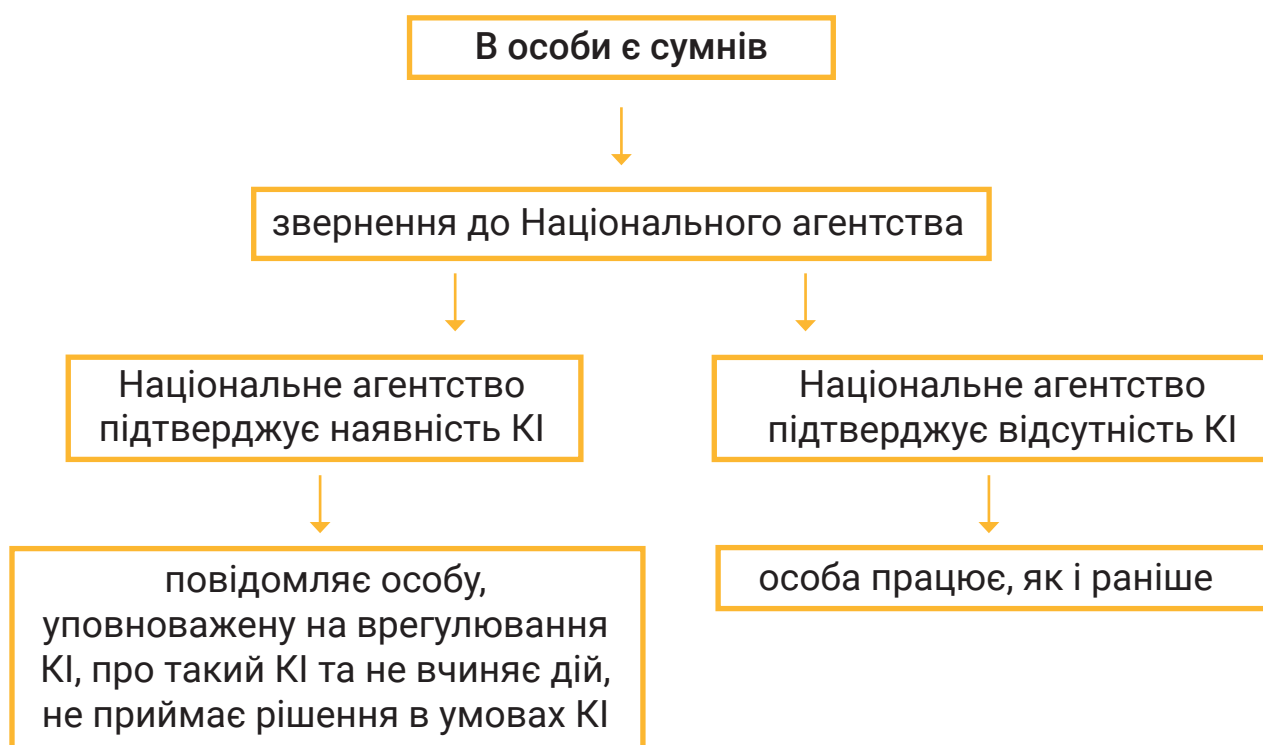 В особи є сумнів
звернення до Національного агентства
Національне агентство
підтверджує наявність КІ
Національне агентство
підтверджує відсутність КІ
повідомляє особу,
уповноважену на врегулювання
КІ, про такий КІ та не вчиняє дій,
не приймає рішення в умовах КІ
особа працює, як і раніше